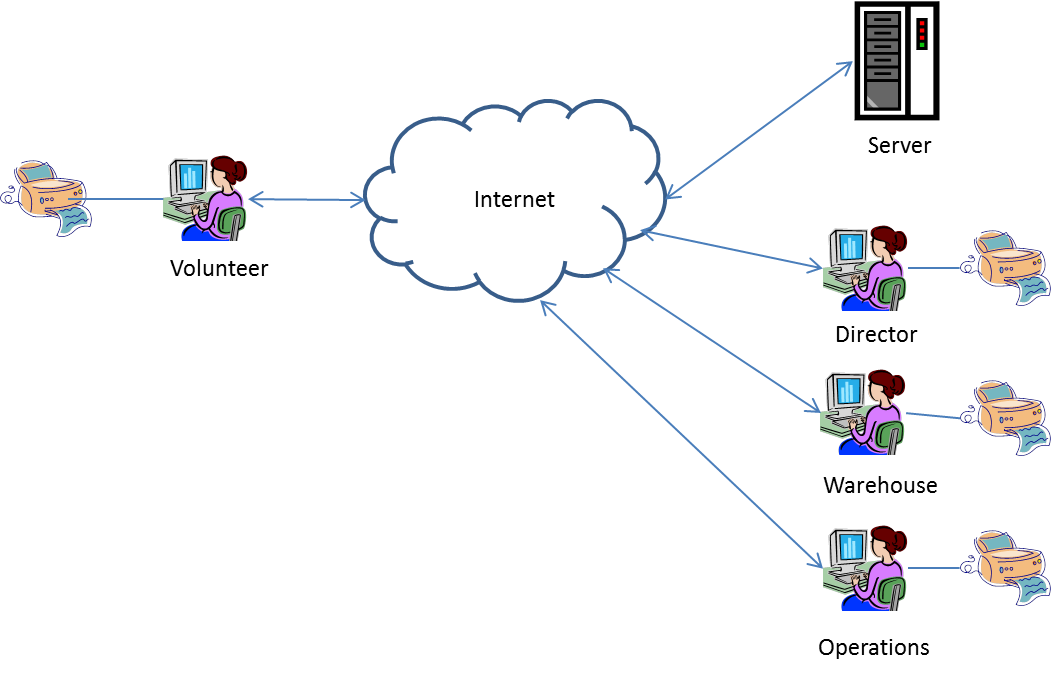 Server
Internet
Volunteer
Director
Warehouse
Operations